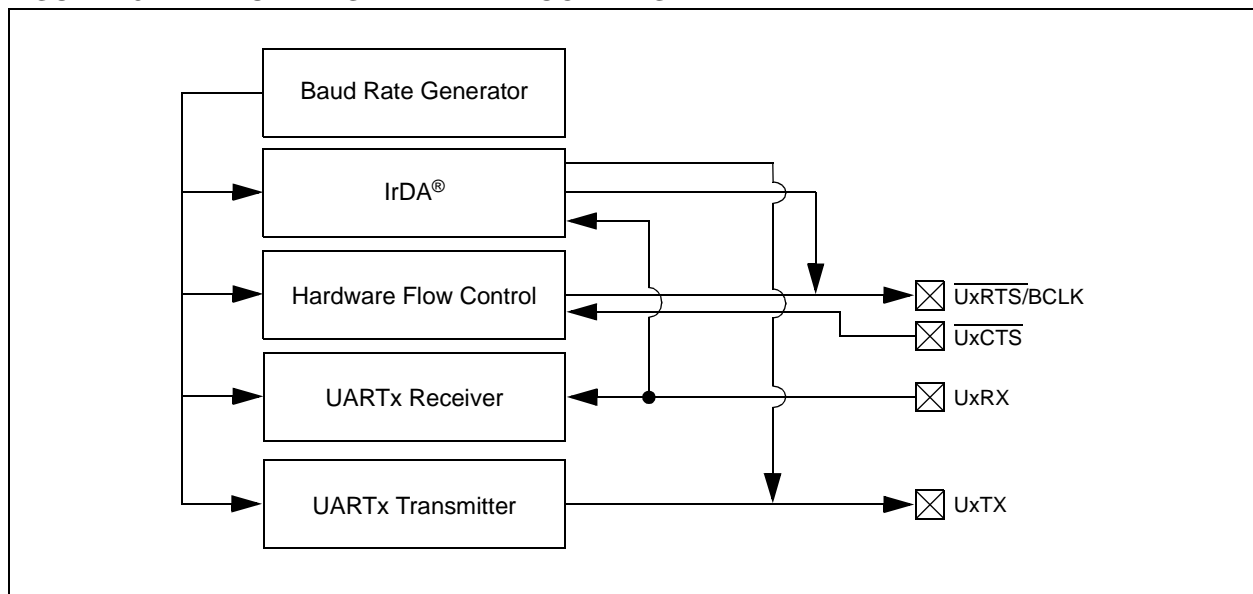 Baud Rate Generator
IrDA®
Hardware Flow Control
UxRTS/BCLK
UxCTS
UARTx Receiver
UxRX
UARTx Transmitter
UxTX